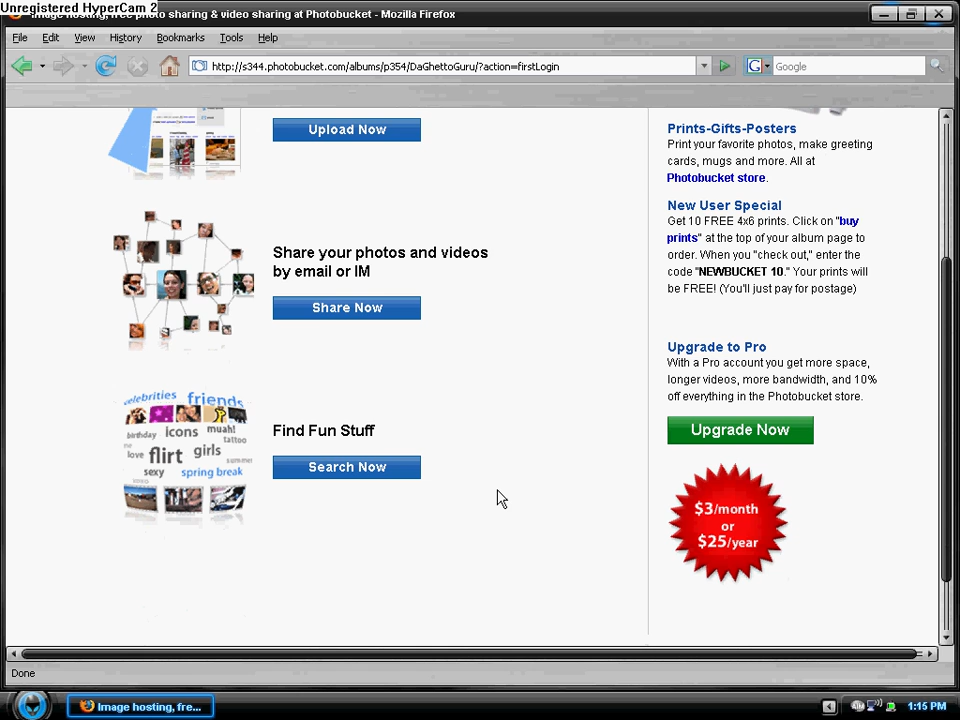 Unregistered HyperCam 2
Image hosting, free photo sharing & video sharing at Photobucket - Mozilla Firefox
File Edit View History Bookmarks Tools Help
http://s344.photobucket.com/albums/p354/DaGhettoGuru/?action=firstLogin
G Google
Upload Now
Share your photos and videos
by email or IM
Share Now
celebrities friends
birthday icons muah!
tattoo
love flirt girls
summer
sexy spring break
Find Fun Stuff
Search Now
Prints-Gifts-Posters
Print your favorite photos, make greeting
cards, mugs and more. All at
Photobucket store.
New User Special
Get 10 FREE 4x6 prints. Click on "buy
prints" at the top of your album page to
order. When you "check out," enter the
code "NEWBUCKET 10." Your prints will
be FREE! (You'll just pay for postage)
Upgrade to Pro
With a Pro account you get more space,
longer videos, more bandwidth, and 10%
off everything in the Photobucket store.
Upgrade Now
$3/month
or
$25/year
Done
Image hosting, fre...
1:15 PM